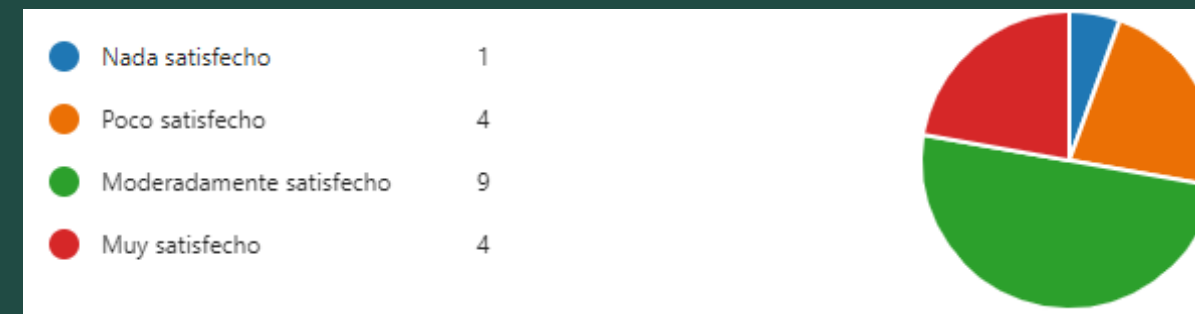 Nada satisfecho 1
Poco satisfecho 4
Moderadamente satisfecho 9
Muy satisfecho 4